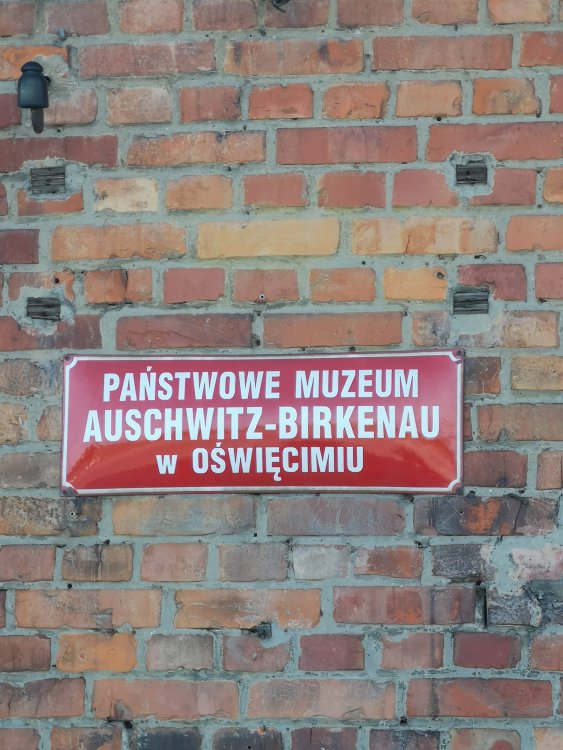 PAŃSTWOWE MUZEUM
AUSCHWITZ-BIRKENAU
w OŚWIĘCIMIU